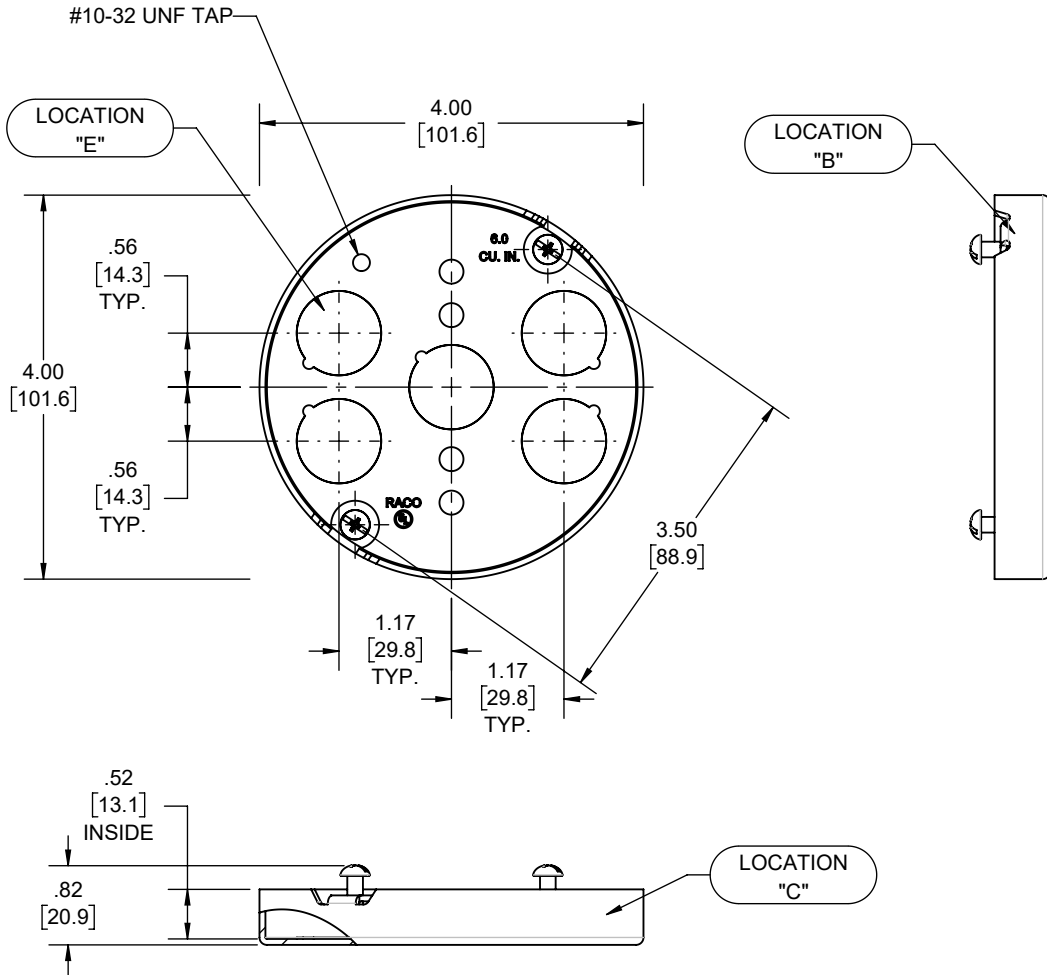 #10-32 UNF TAP
LOCATION
"E"
4.00
[101.6]
LOCATION
"B"
6.0
CU. IN.
.56
[14.3]
TYP.
4.00
[101.6]
.56
[14.3]
TYP.
RACO
UL
3.50
[88.9]
1.17
[29.8]
TYP.
1.17
[29.8]
TYP.
.52
[13.1]
INSIDE
.82
[20.9]
LOCATION
"C"